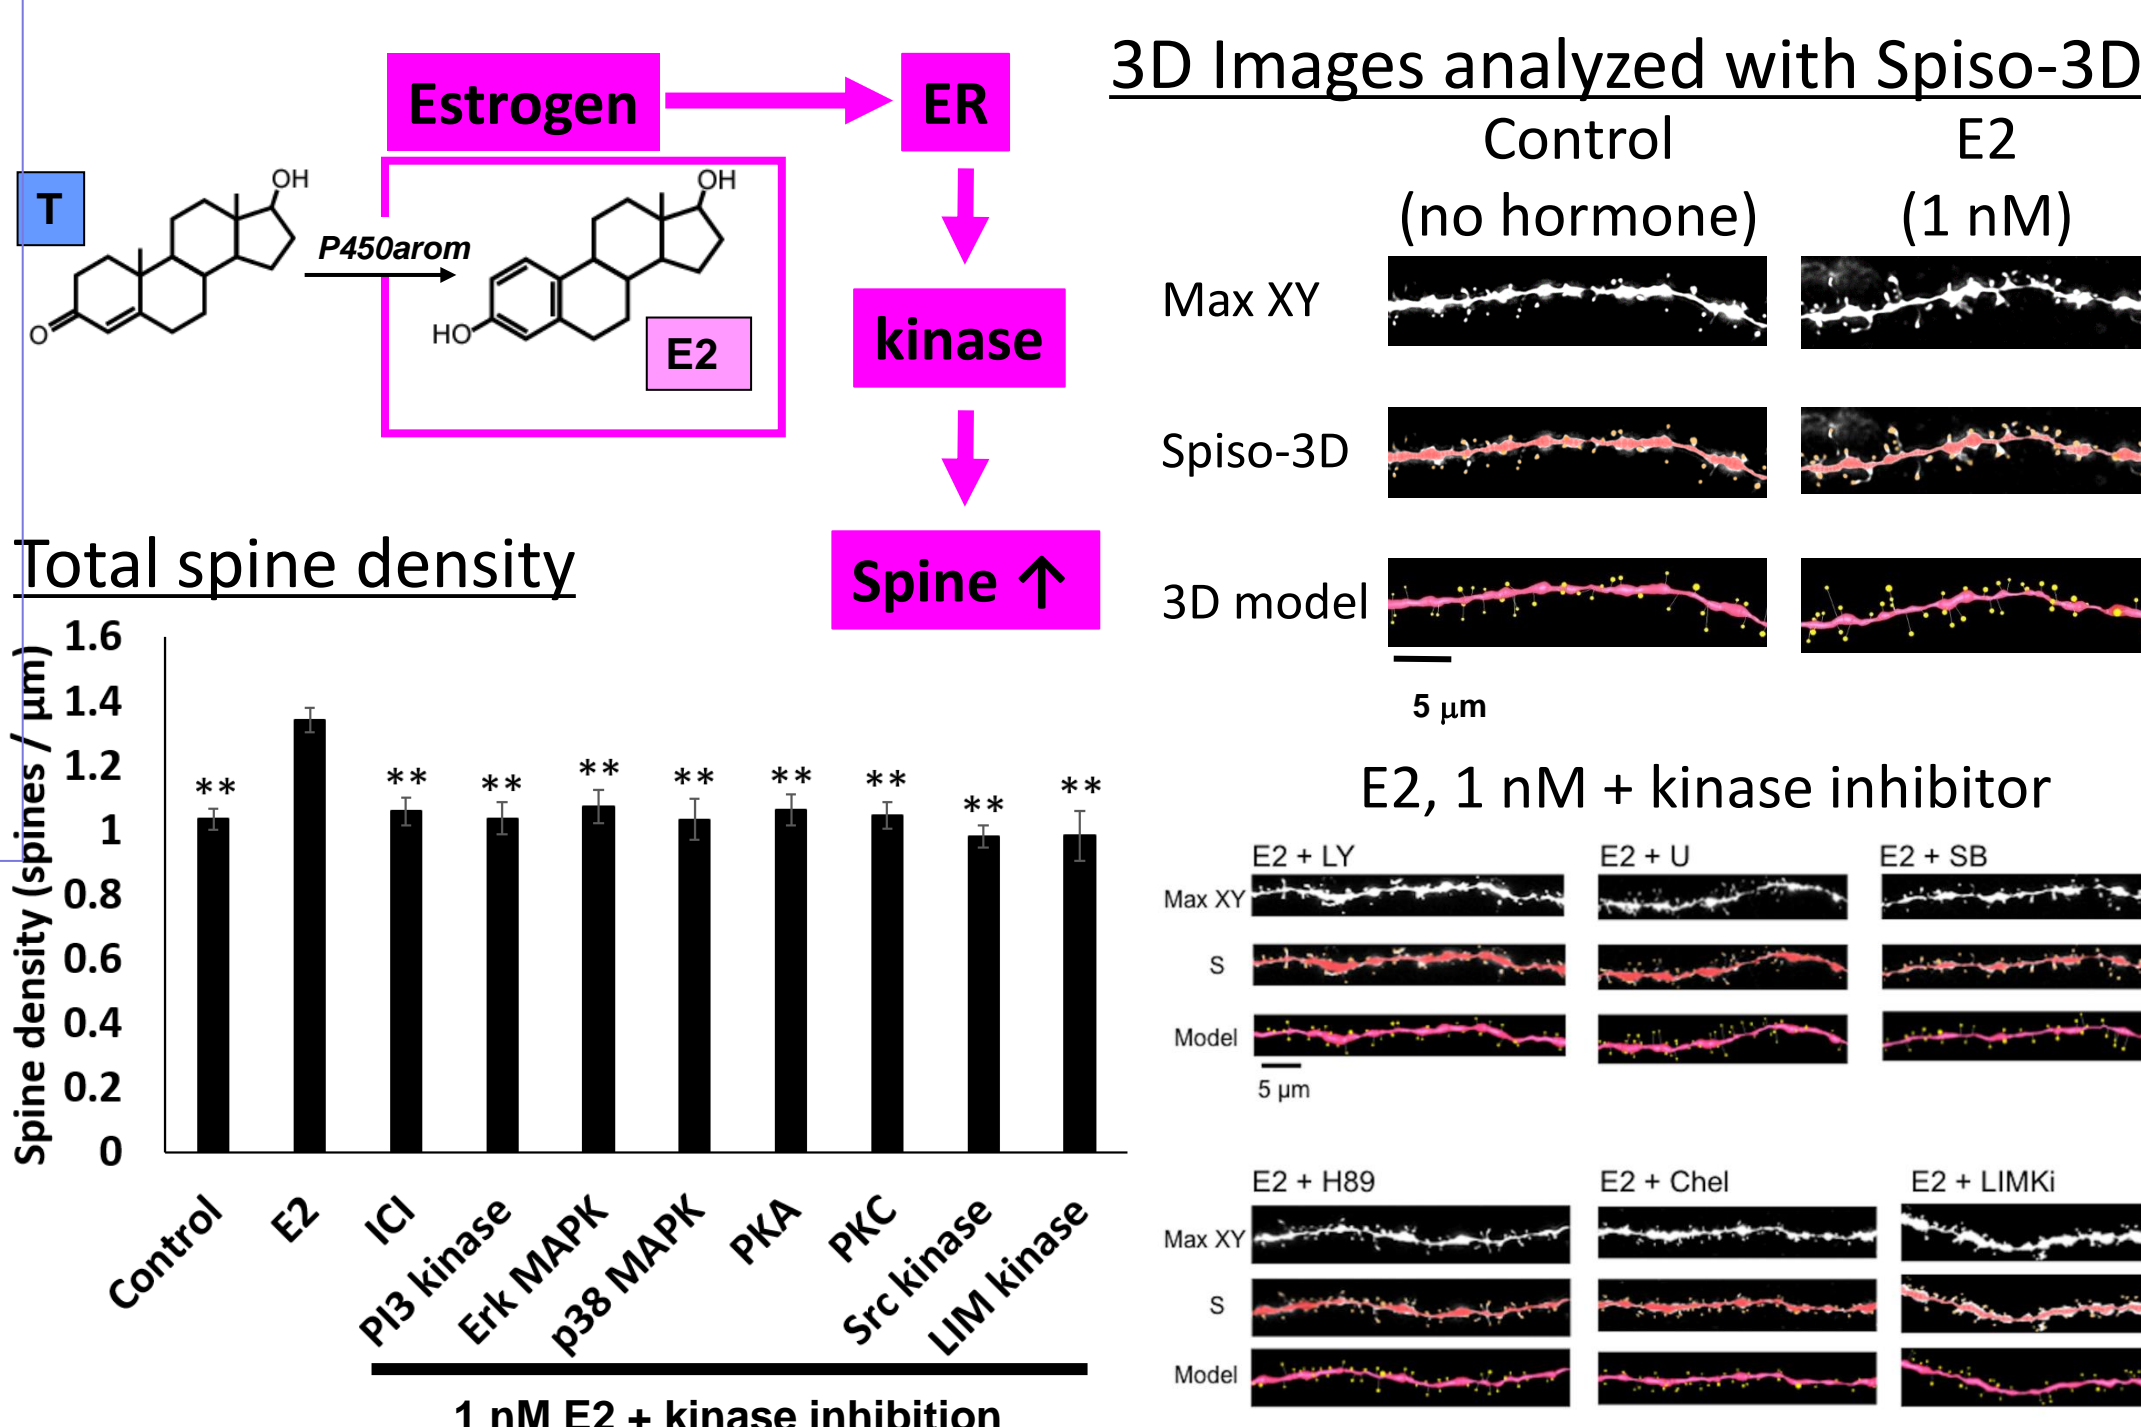 Estrogen
ER
T
OH
O
P450arom
OH
HO
E2
kinase
Spine ↑
3D Images analyzed with Spiso-3D
Control
(no hormone)
E2
(1 nM)
Max XY
Spiso-3D
3D model
5 μm
Total spine density
Spine density (spines / μm)
1.6
1.4
1.2
1
0.8
0.6
0.4
0.2
0
**
**
**
**
**
**
**
**
**
Control
E2
ICI
PI3 kinase
Erk MAPK
p38 MAPK
PKA
PKC
Src kinase
LIM kinase
1 nM E2 + kinase inhibition
E2, 1 nM + kinase inhibitor
E2 + LY
E2 + U
E2 + SB
Max XY
S
Model
5 μm
E2 + H89
E2 + Chel
E2 + LIMKi
Max XY
S
Model